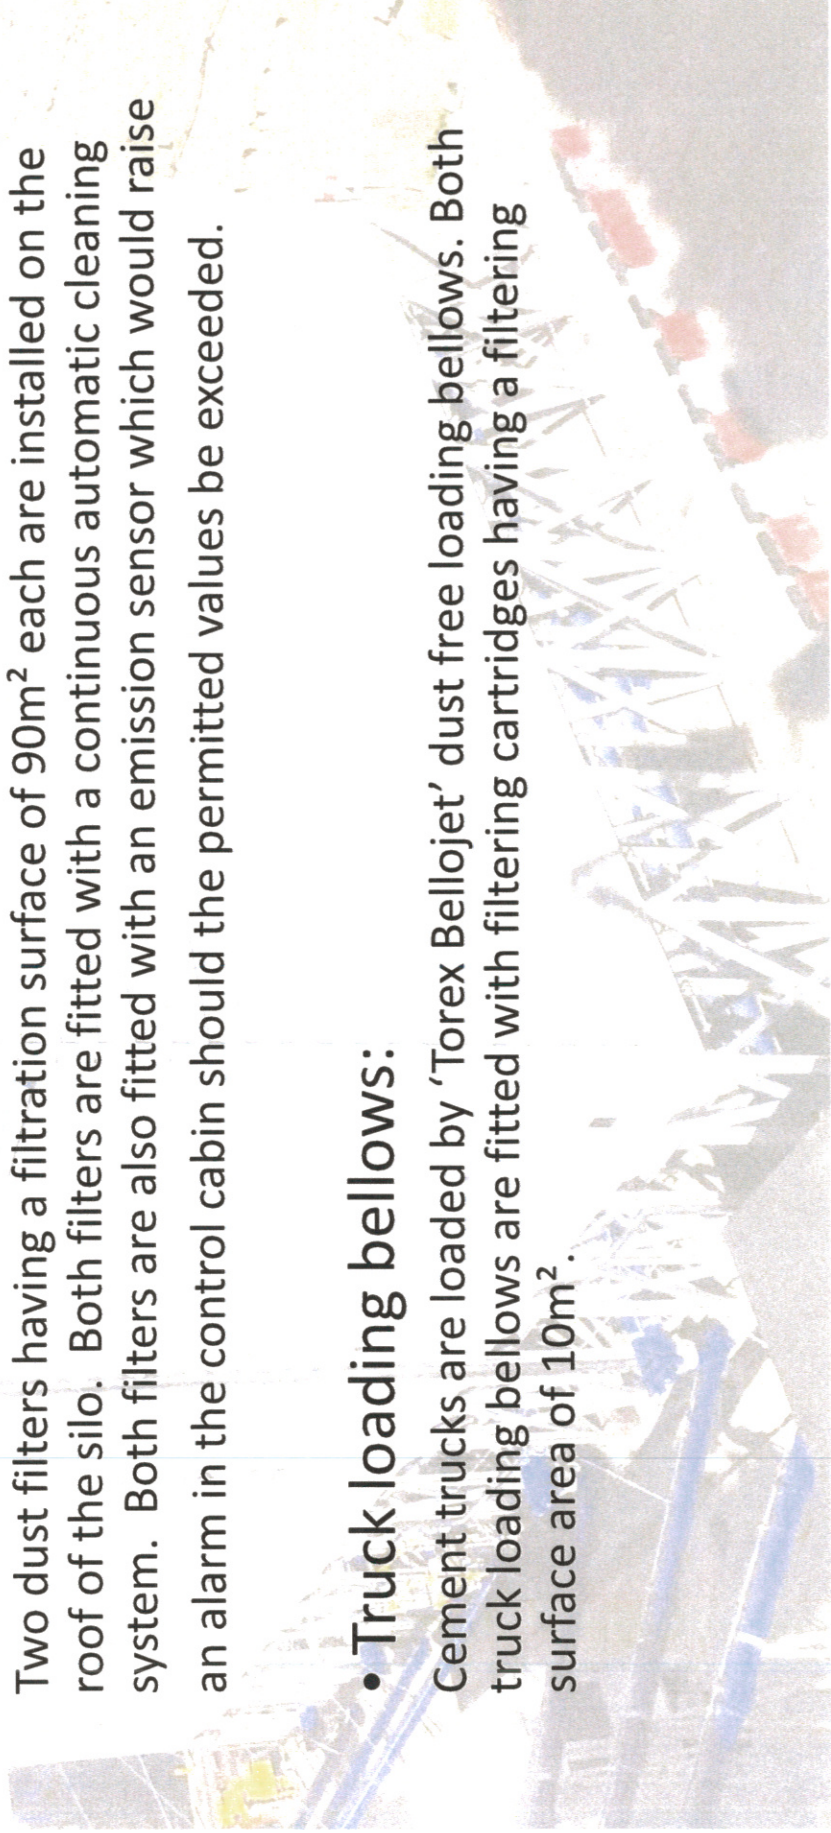 Two dust filters having a filtration surface of 90m² each are installed on the
roof of the silo.  Both filters are fitted with a continuous automatic cleaning
system.  Both filters are also fitted with an emission sensor which would raise
an alarm in the control cabin should the permitted values be exceeded.
• Truck loading bellows:
Cement trucks are loaded by ‘Torex Bellojet’ dust free loading bellows. Both
truck loading bellows are fitted with filtering cartridges having a filtering
surface area of 10m².